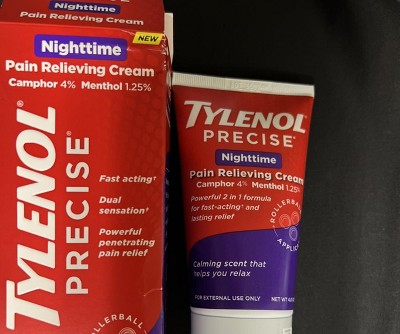 Nighttime
NEW
Pain Relieving Cream
Camphor 4% Menthol 1.25%
TYLENOL®
PRECISE®
Fast acting†
Dual
sensation†
Powerful
penetrating
pain relief
ROLLERBALL
TYLENOL
PRECISE®
Nighttime
Pain Relieving Cream
Camphor 4% Menthol 1.25%
Powerful 2 in 1 formula
for fast-acting† and
lasting relief
ROLLERBALL
Calming scent that
helps you relax
FOR EXTERNAL USE ONLY
NET WT